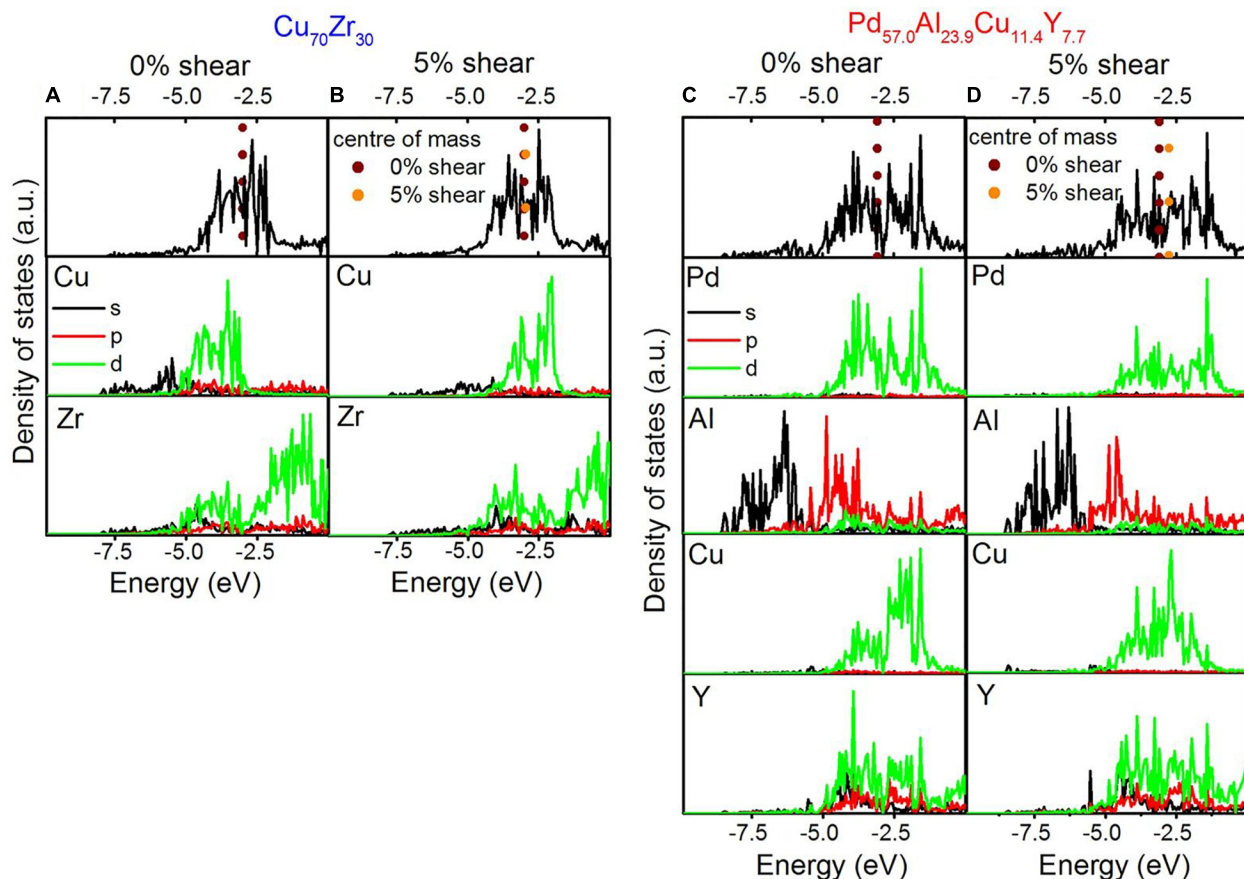 Cu70Zr30
Pd57.0Al23.9Cu11.4Y7.7
0% shear
5% shear
0% shear
5% shear
A
-7.5 -5.0 -2.5
B
-7.5 -5.0 -2.5
C
-7.5 -5.0 -2.5
D
-7.5 -5.0 -2.5
centre of mass
0% shear
5% shear
centre of mass
0% shear
5% shear
Density of states (a.u.)
Cu
s
p
d
Cu
Zr
Zr
-7.5 -5.0 -2.5
-7.5 -5.0 -2.5
Energy (eV)
Energy (eV)
Density of states (a.u.)
Pd
s
p
d
Pd
Al
Al
Cu
Cu
Y
Y
-7.5 -5.0 -2.5
-7.5 -5.0 -2.5
Energy (eV)
Energy (eV)